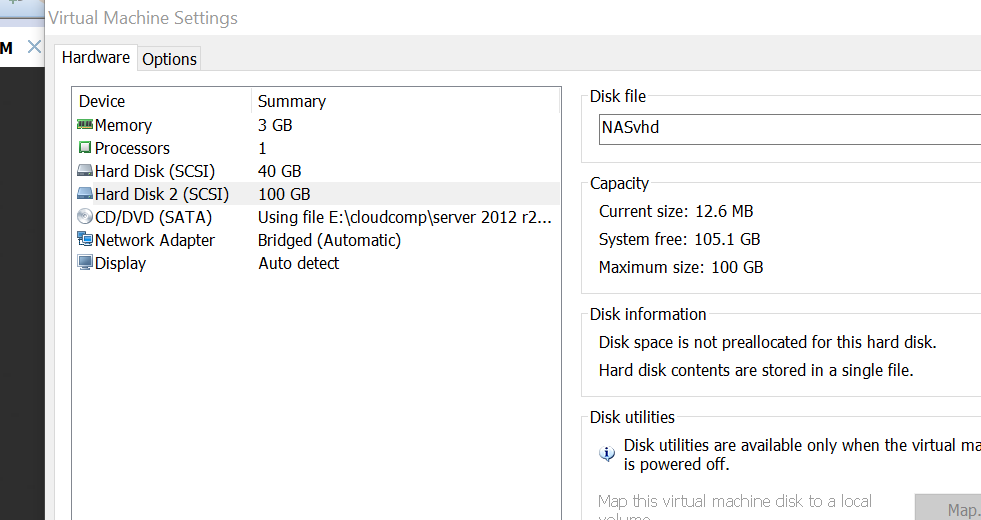 Virtual Machine Settings
M
Hardware Options
Device Summary
Memory 3 GB
Processors 1
Hard Disk (SCSI) 40 GB
Hard Disk 2 (SCSI) 100 GB
CD/DVD (SATA) Using file E:\cloudcomp\server 2012 r2...
Network Adapter Bridged (Automatic)
Display Auto detect
Disk file
NASvhd
Capacity
Current size: 12.6 MB
System free: 105.1 GB
Maximum size: 100 GB
Disk information
Disk space is not preallocated for this hard disk.
Hard disk contents are stored in a single file.
Disk utilities
Disk utilities are available only when the virtual ma
is powered off.
Map this virtual machine disk to a local
volume.
Map.